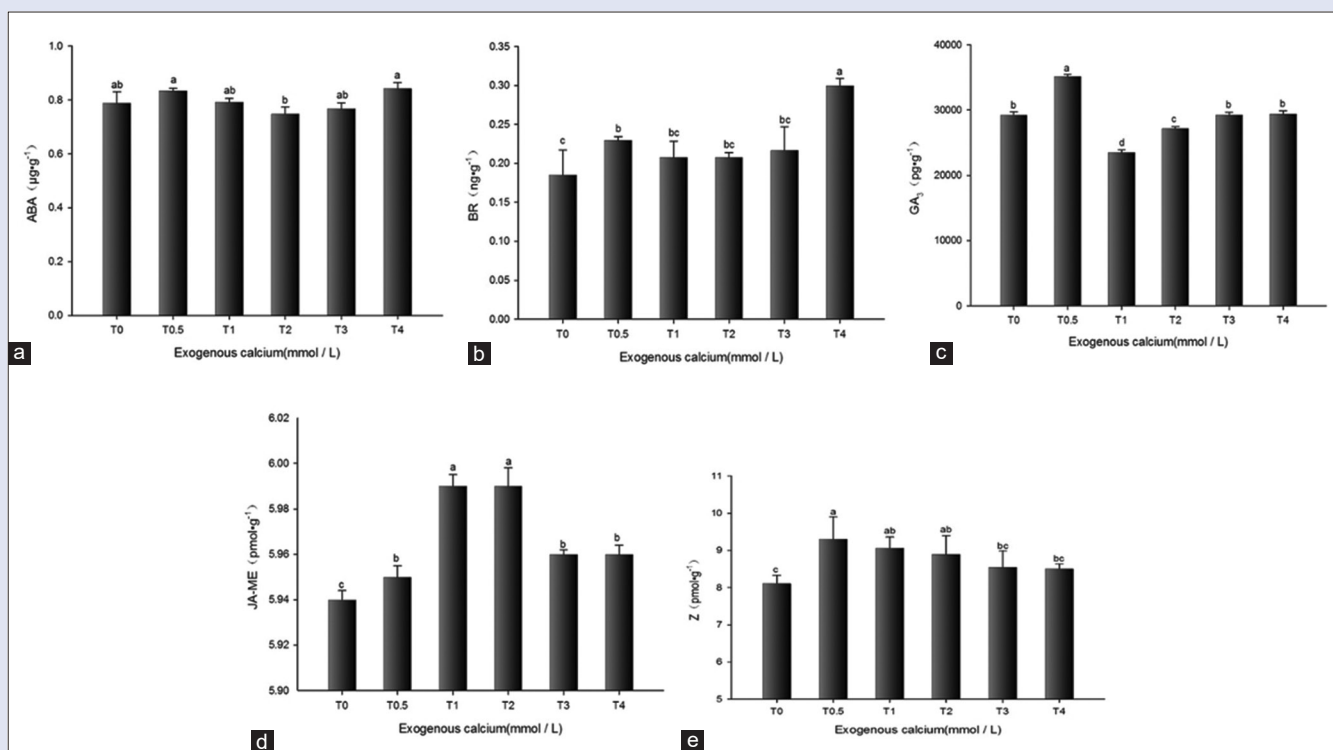 ABA（μg•g⁻¹）
1.0
0.8
0.6
0.4
0.2
0.0
ab
a
ab
b
ab
a
T0 T0.5 T1 T2 T3 T4
Exogenous calcium(mmol / L)
a
BR（ng•g⁻¹）
0.35
0.30
0.25
0.20
0.15
0.10
0.05
0.00
c
b
bc
bc
bc
a
T0 T0.5 T1 T2 T3 T4
Exogenous calcium(mmol / L)
b
GA₃（pg•g⁻¹）
40000
30000
20000
10000
0
b
a
d
c
b
b
T0 T0.5 T1 T2 T3 T4
Exogenous calcium(mmol / L)
c
JA-ME（pmol•g⁻¹）
6.02
6.00
5.98
5.96
5.94
5.92
5.90
c
b
a
a
b
b
T0 T0.5 T1 T2 T3 T4
Exogenous calcium(mmol / L)
d
Z（pmol•g⁻¹）
11
10
9
8
7
6
5
c
a
ab
ab
bc
bc
T0 T0.5 T1 T2 T3 T4
Exogenous calcium(mmol / L)
e